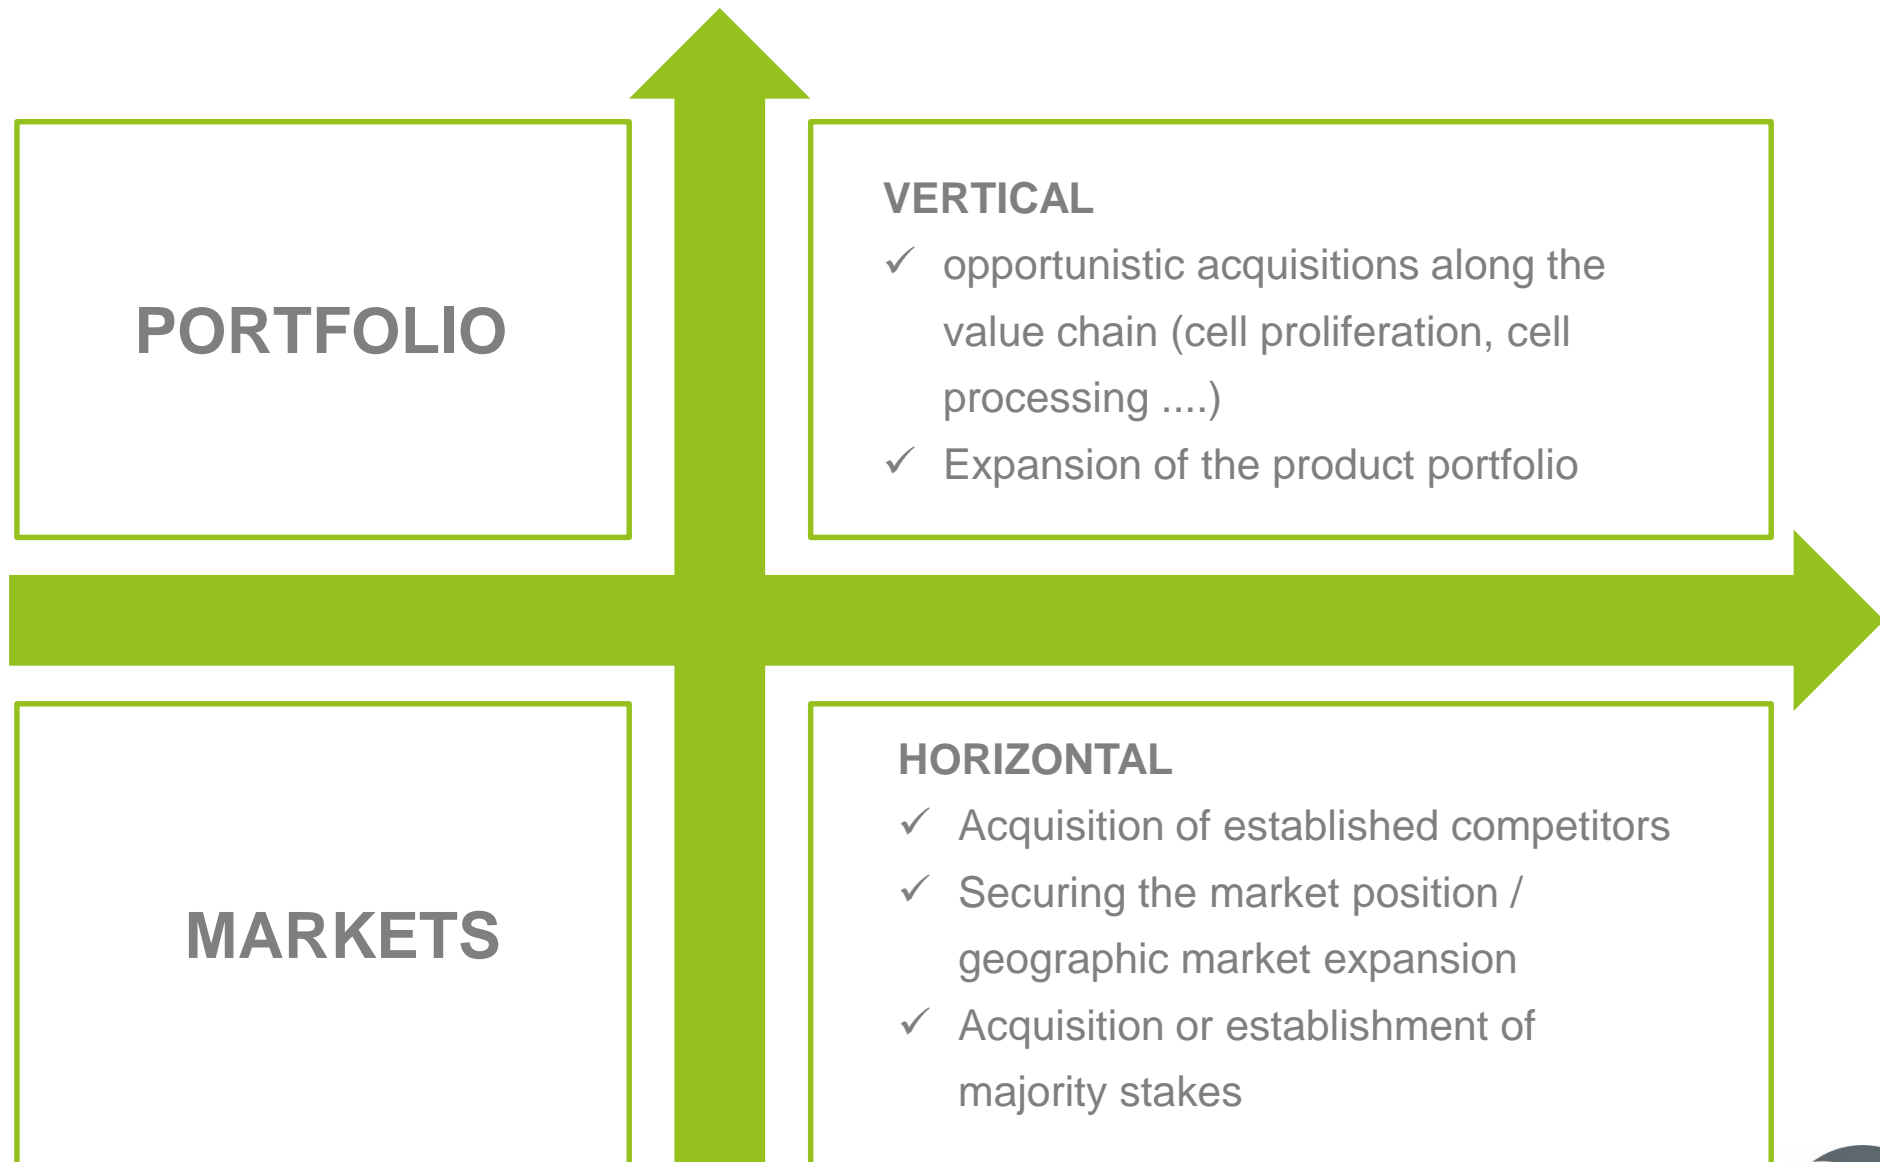 PORTFOLIO
VERTICAL
✓ opportunistic acquisitions along the
value chain (cell proliferation, cell
processing ....)
✓ Expansion of the product portfolio
MARKETS
HORIZONTAL
✓ Acquisition of established competitors
✓ Securing the market position /
geographic market expansion
✓ Acquisition or establishment of
majority stakes